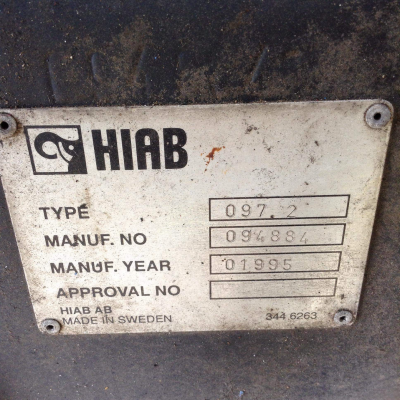 HIAB
TYPE 097.2
MANUF. NO 094884
MANUF. YEAR 01995
APPROVAL NO
HIAB AB
MADE IN SWEDEN 344 6263